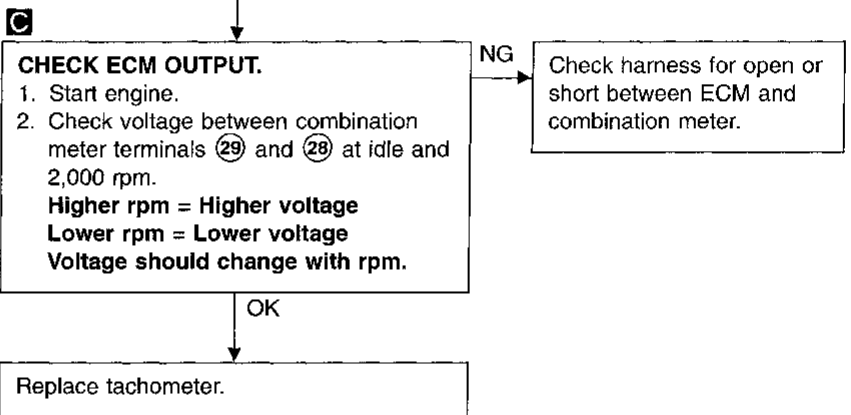 C
CHECK ECM OUTPUT.
1. Start engine.
2. Check voltage between combination
meter terminals 29 and 28 at idle and
2,000 rpm.
Higher rpm = Higher voltage
Lower rpm = Lower voltage
Voltage should change with rpm.
NG
Check harness for open or
short between ECM and
combination meter.
OK
Replace tachometer.